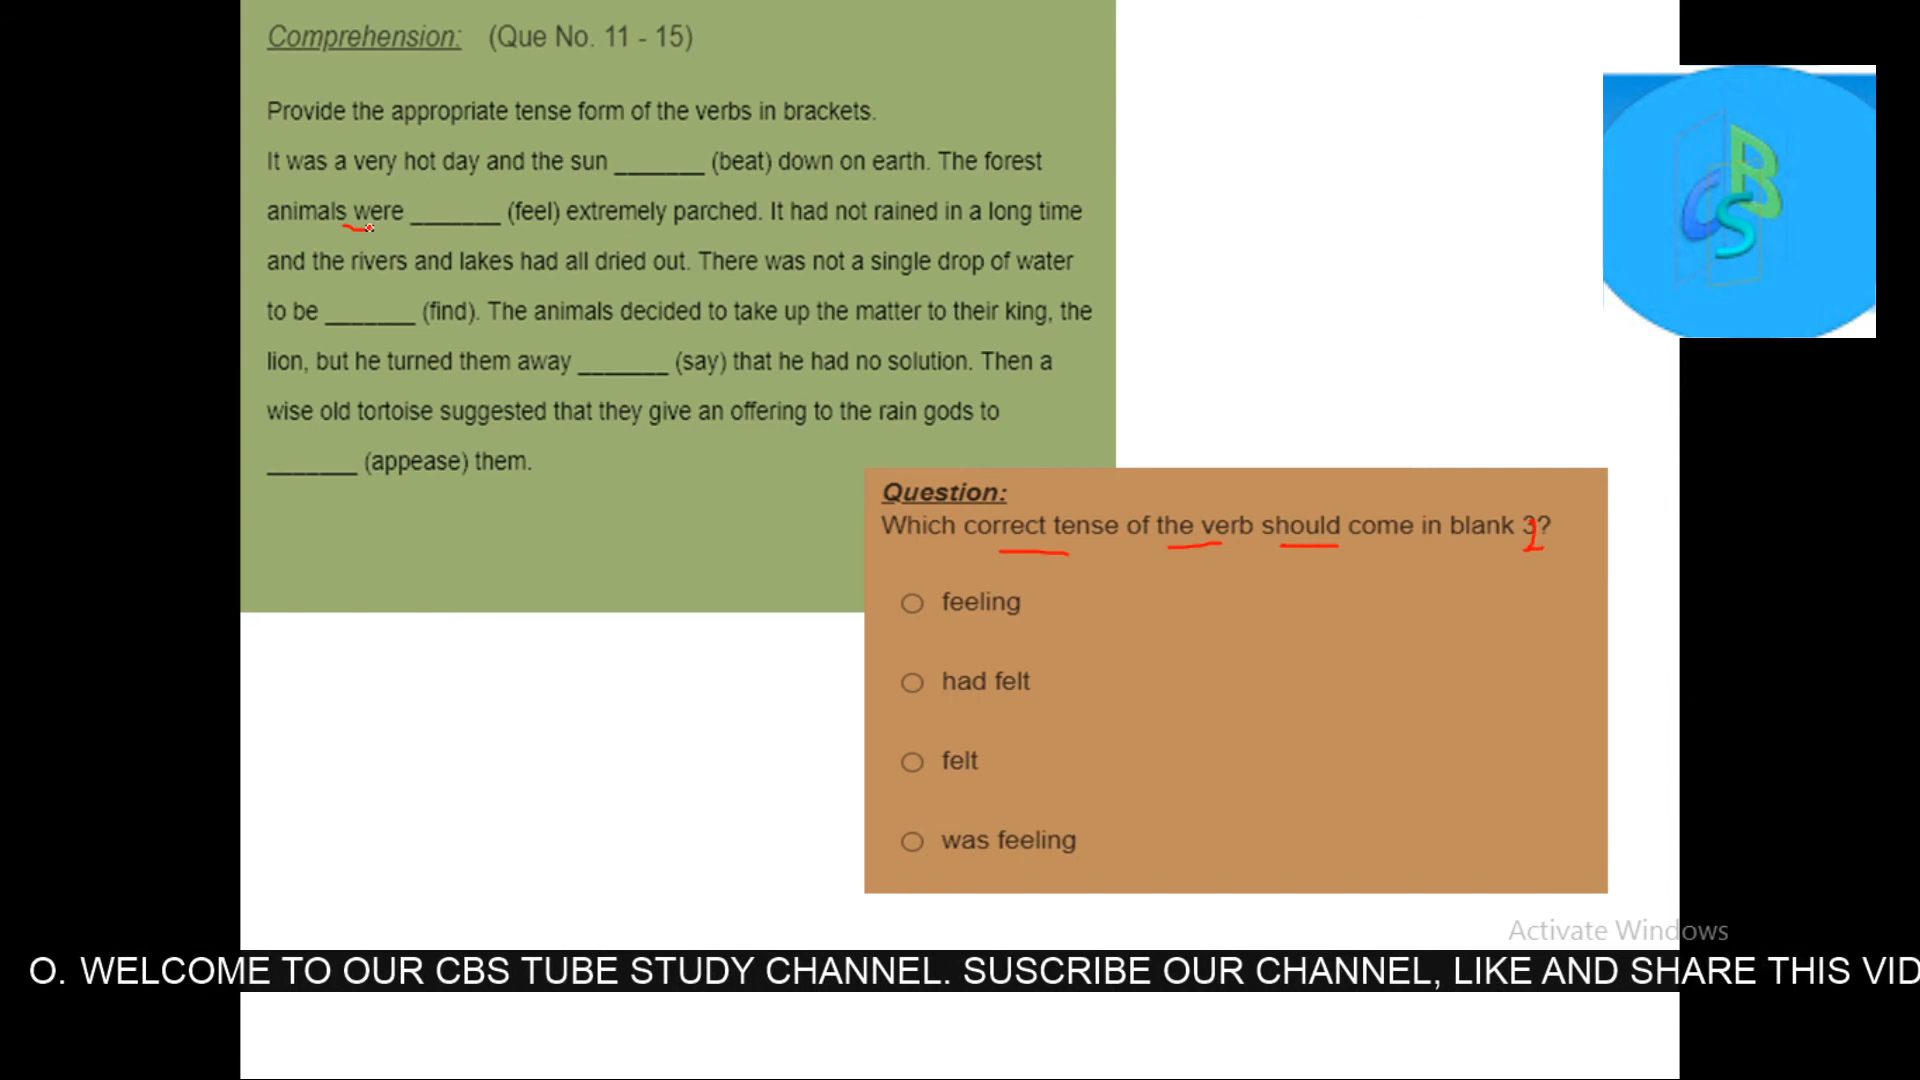 Comprehension: (Que No. 11 - 15)
Provide the appropriate tense form of the verbs in brackets.
It was a very hot day and the sun _______ (beat) down on earth. The forest
animals were _______ (feel) extremely parched. It had not rained in a long time
and the rivers and lakes had all dried out. There was not a single drop of water
to be _______ (find). The animals decided to take up the matter to their king, the
lion, but he turned them away _______ (say) that he had no solution. Then a
wise old tortoise suggested that they give an offering to the rain gods to
_______ (appease) them.
CBS
Question:
Which correct tense of the verb should come in blank 3?
2
feeling
had felt
felt
was feeling
Activate Windows
O. WELCOME TO OUR CBS TUBE STUDY CHANNEL. SUSCRIBE OUR CHANNEL, LIKE AND SHARE THIS VID